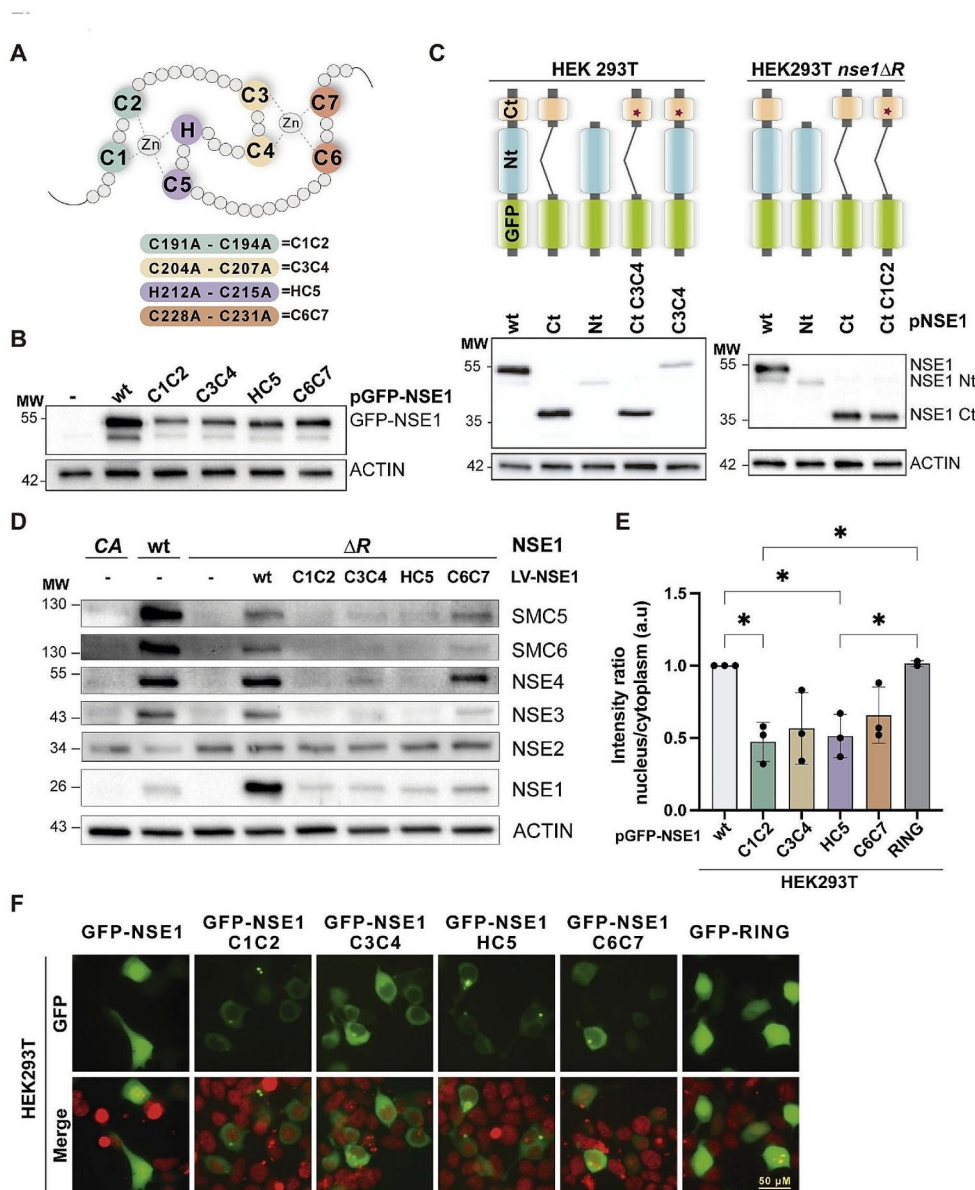 A
C2
C3
C7
H
Zn
Zn
C1
C4
C6
C5
C191A - C194A =C1C2
C204A - C207A =C3C4
H212A - C215A =HC5
C228A - C231A =C6C7
B
MW
- wt C1C2 C3C4 HC5 C6C7 pGFP-NSE1
55
GFP-NSE1
42
ACTIN
C
HEK 293T
HEK293T nse1ΔR
Ct
Nt
GFP
wt Ct Nt Ct C3C4 C3C4
wt Nt Ct Ct C1C2 pNSE1
MW
55
35
42
MW
55
35
42
NSE1
NSE1 Nt
NSE1 Ct
ACTIN
D
CA wt ΔR NSE1
- - - wt C1C2 C3C4 HC5 C6C7 LV-NSE1
MW
130 SMC5
130 SMC6
55 NSE4
43 NSE3
34 NSE2
26 NSE1
43 ACTIN
E
Intensity ratio
nucleus/cytoplasm (a.u)
*
*
* *
1.5
1.0
0.5
0.0
pGFP-NSE1 wt C1C2 C3C4 HC5 C6C7 RING
HEK293T
F
GFP-NSE1
GFP-NSE1
C1C2
GFP-NSE1
C3C4
GFP-NSE1
HC5
GFP-NSE1
C6C7
GFP-RING
HEK293T
GFP
Merge
50 µM